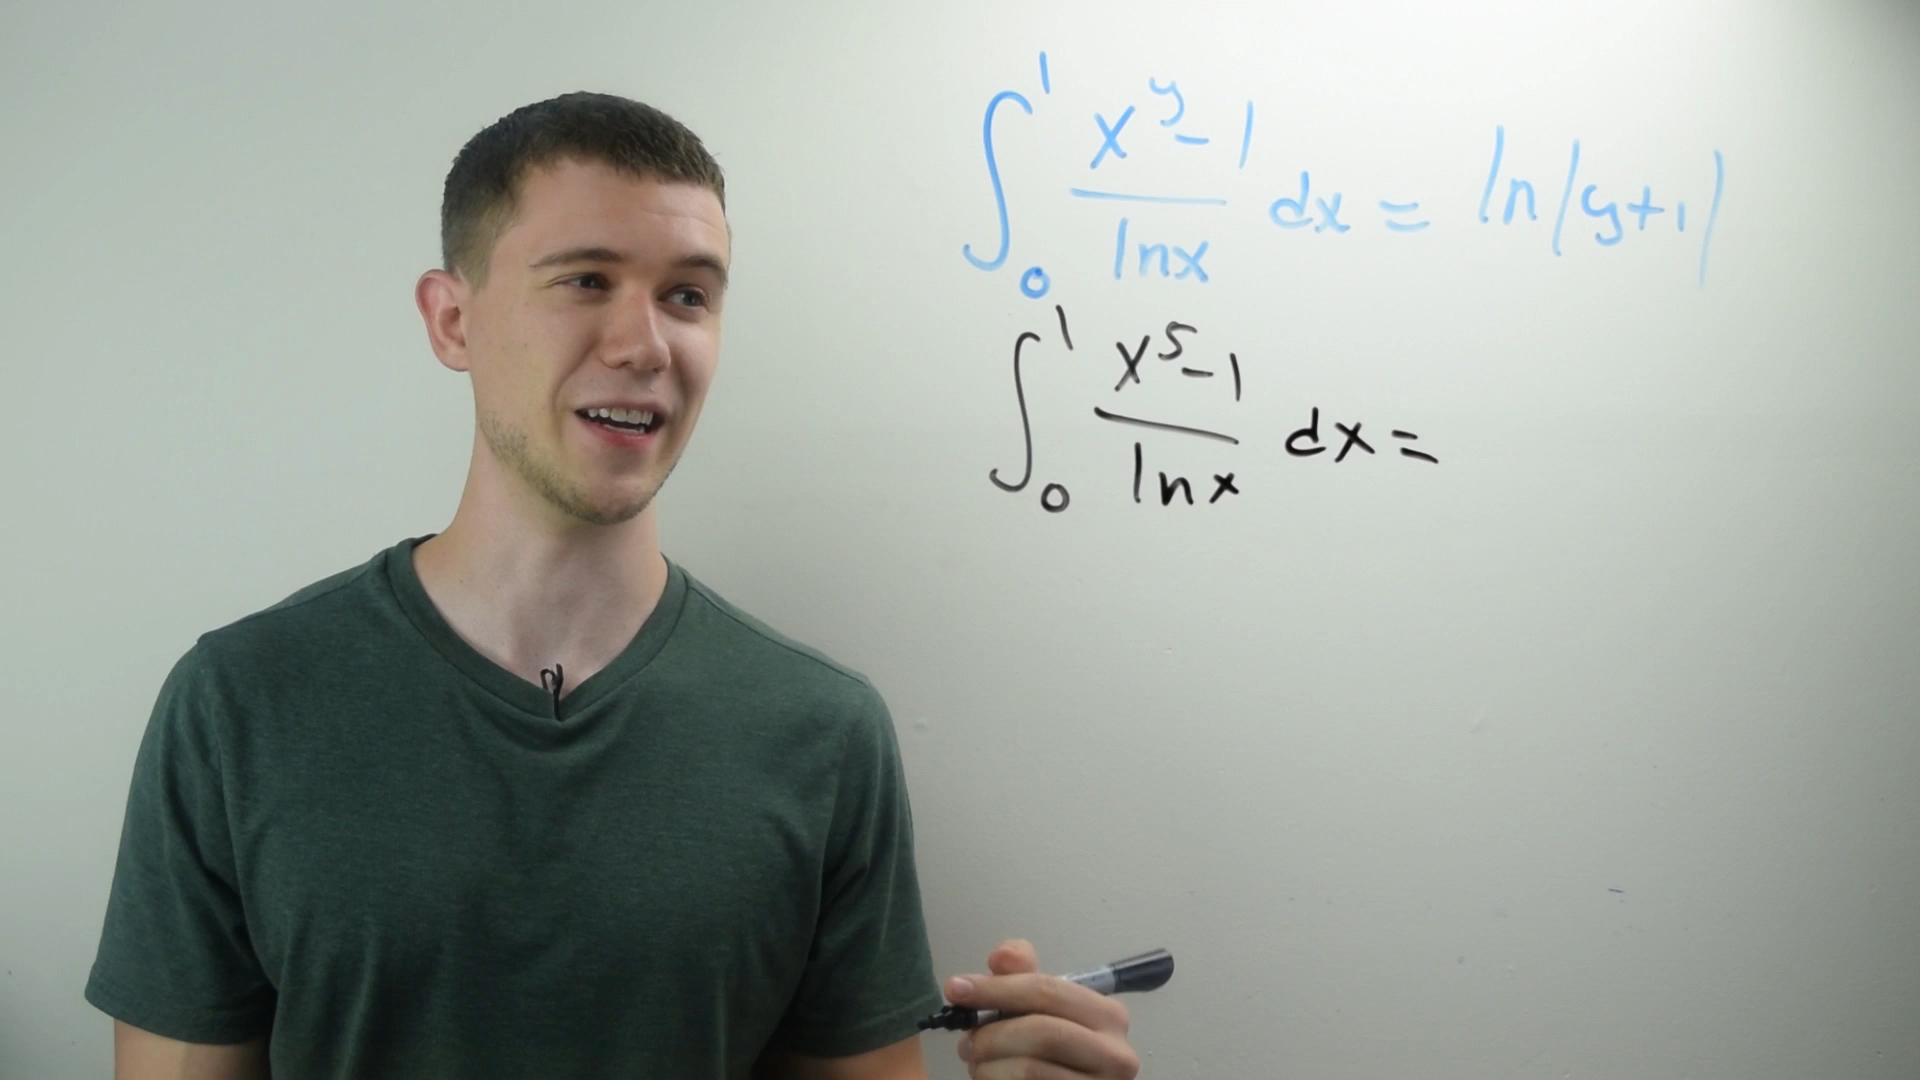 ∫₀¹ (x^y - 1)/(ln x) dx = ln|y+1|
∫₀¹ (x^5 - 1)/(ln x) dx =